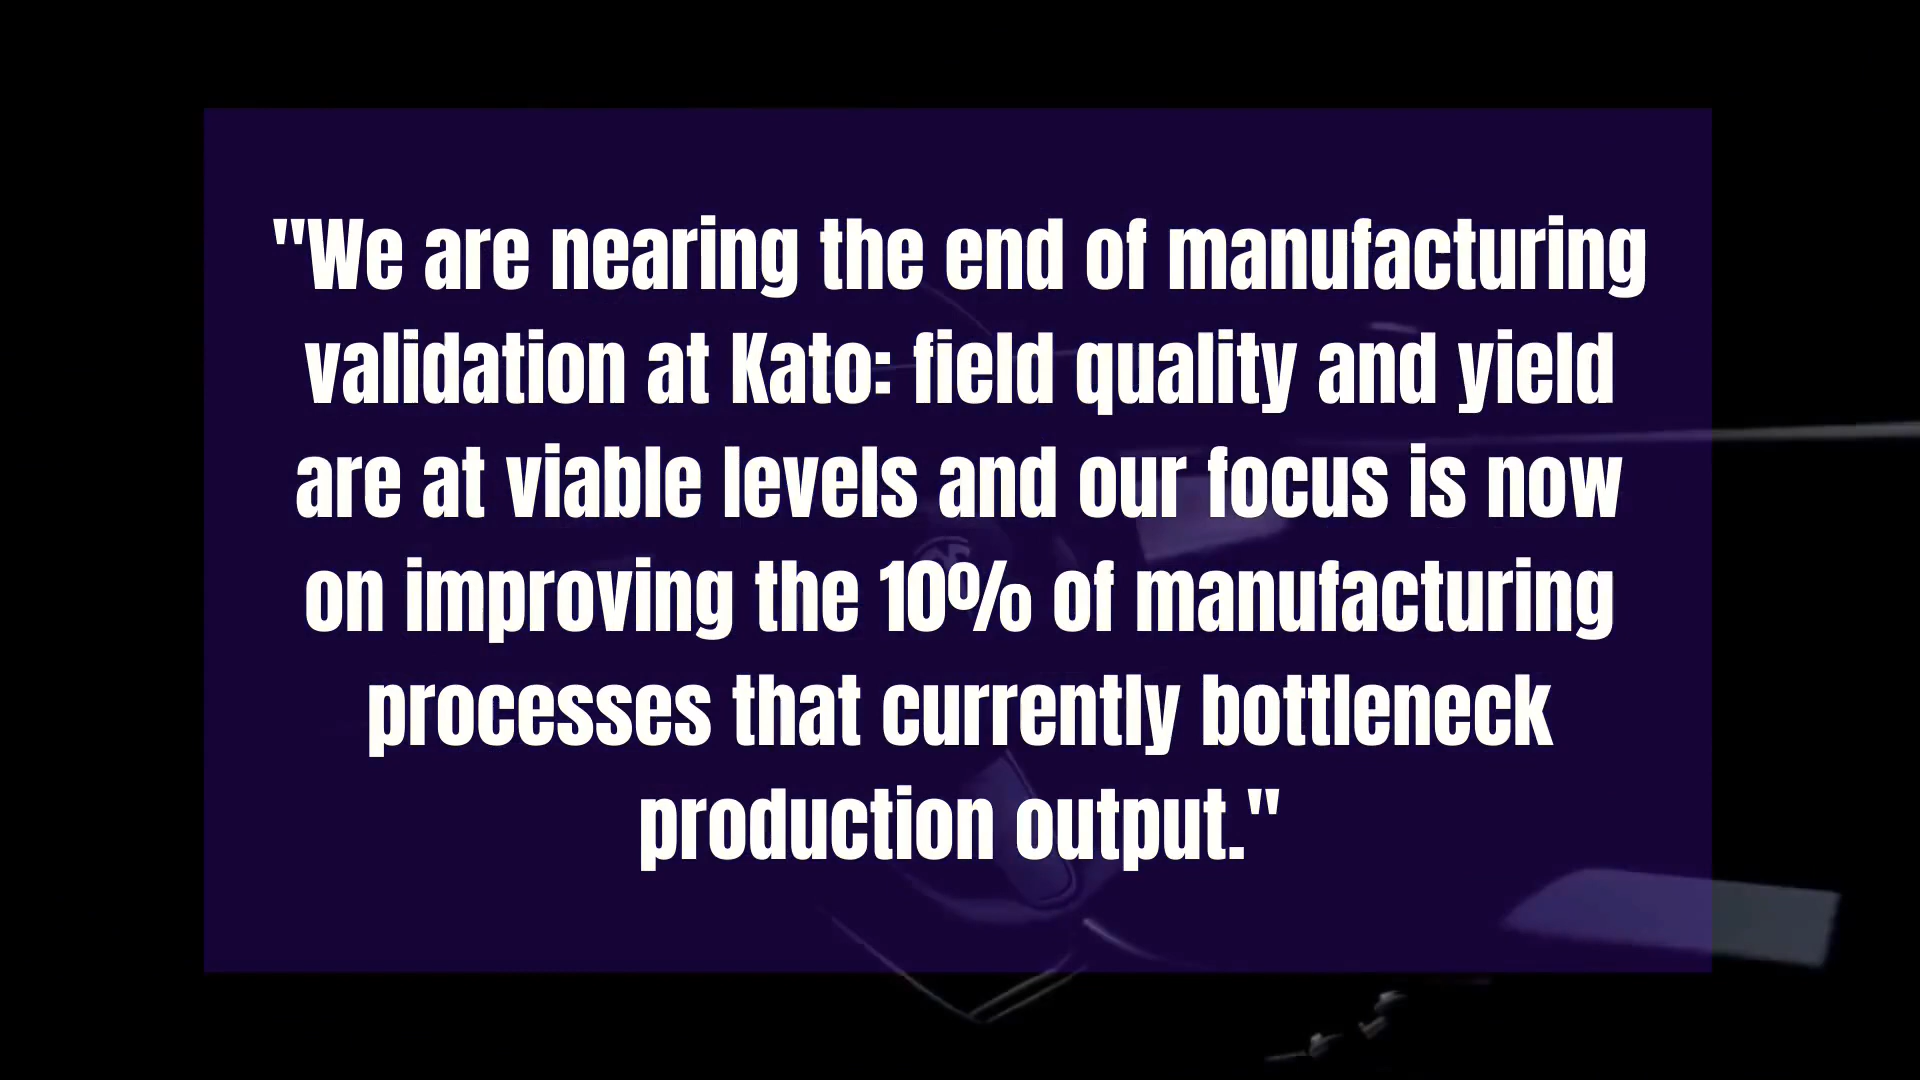 "We are nearing the end of manufacturing
validation at Kato: field quality and yield
are at viable levels and our focus is now
on improving the 10% of manufacturing
processes that currently bottleneck
production output."